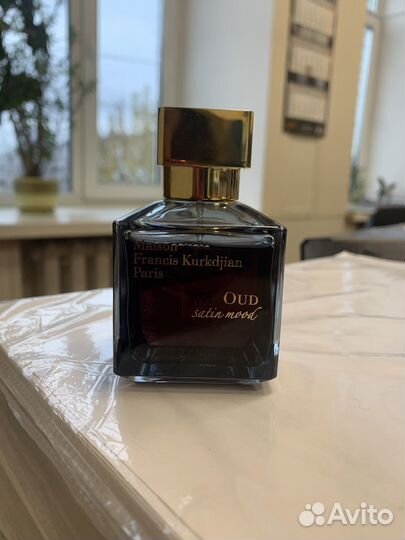 Maison
Francis Kurkdjian
Paris
OUD
satin mood
Avito